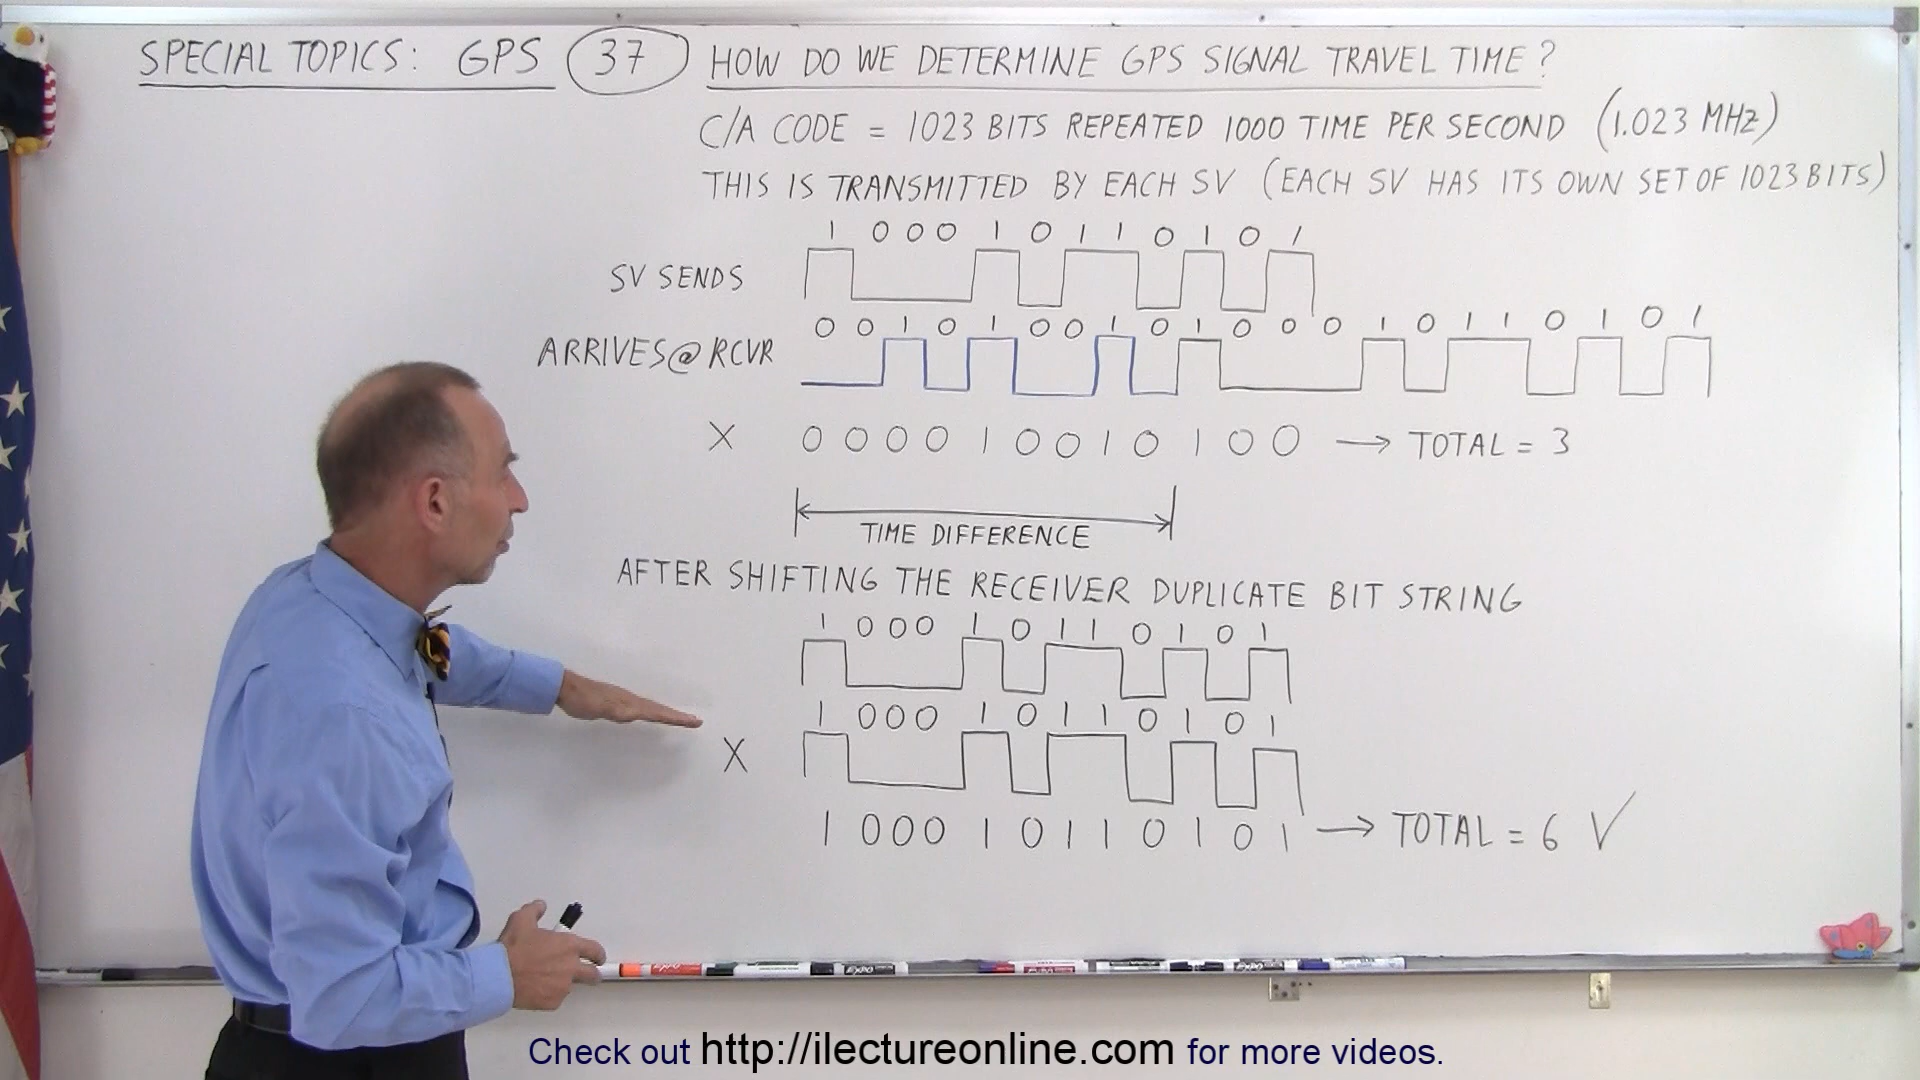 SPECIAL TOPICS: GPS 37 HOW DO WE DETERMINE GPS SIGNAL TRAVEL TIME?
C/A CODE = 1023 BITS REPEATED 1000 TIME PER SECOND (1.023 MHz)
THIS IS TRANSMITTED BY EACH SV (EACH SV HAS ITS OWN SET OF 1023 BITS)
1 0 0 0 1 0 1 1 0 1 0 1
SV SENDS
0 0 1 0 1 0 0 1 0 1 0 0 0 1 0 1 1 0 1 0 1
ARRIVES@RCVR
X 0 0 0 0 1 0 0 1 0 1 0 0 → TOTAL = 3
TIME DIFFERENCE
AFTER SHIFTING THE RECEIVER DUPLICATE BIT STRING
1 0 0 0 1 0 1 1 0 1 0 1
1 0 0 0 1 0 1 1 0 1 0 1
X
1 0 0 0 1 0 1 1 0 1 0 1 → TOTAL = 6 ✓
Check out http://ilectureonline.com for more videos.